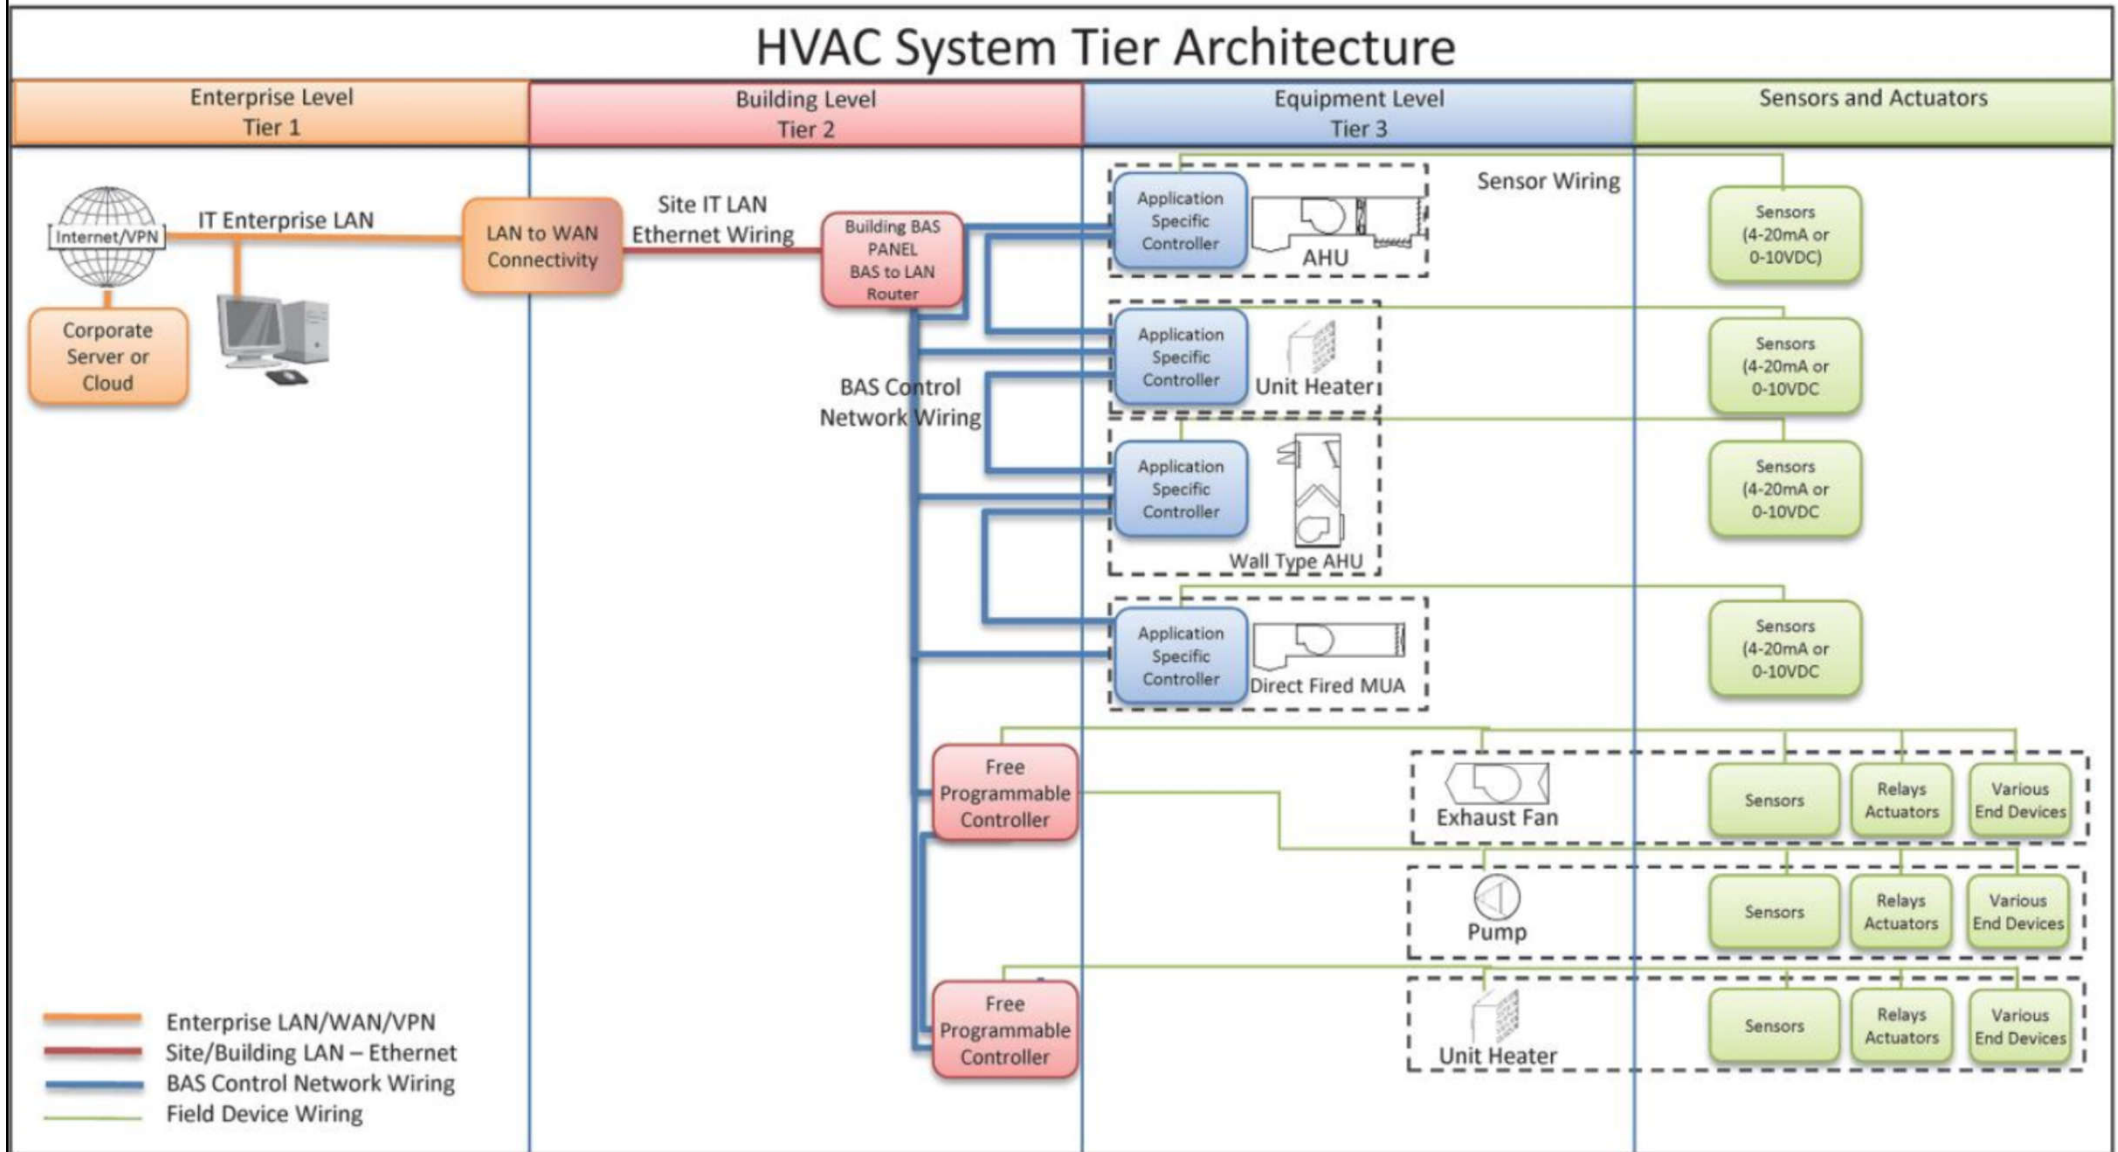 HVAC System Tier Architecture
Enterprise Level
Tier 1
Building Level
Tier 2
Equipment Level
Tier 3
Sensors and Actuators
Internet/VPN
IT Enterprise LAN
Corporate
Server or
Cloud
LAN to WAN
Connectivity
Site IT LAN
Ethernet Wiring
Building BAS
PANEL
BAS to LAN
Router
BAS Control
Network Wiring
Application
Specific
Controller
AHU
Sensor Wiring
Sensors
(4-20mA or
0-10VDC)
Application
Specific
Controller
Unit Heater
Sensors
(4-20mA or
0-10VDC
Application
Specific
Controller
Wall Type AHU
Sensors
(4-20mA or
0-10VDC
Application
Specific
Controller
Direct Fired MUA
Sensors
(4-20mA or
0-10VDC
Free
Programmable
Controller
Exhaust Fan
Sensors
Relays
Actuators
Various
End Devices
Pump
Sensors
Relays
Actuators
Various
End Devices
Free
Programmable
Controller
Unit Heater
Sensors
Relays
Actuators
Various
End Devices
Enterprise LAN/WAN/VPN
Site/Building LAN – Ethernet
BAS Control Network Wiring
Field Device Wiring